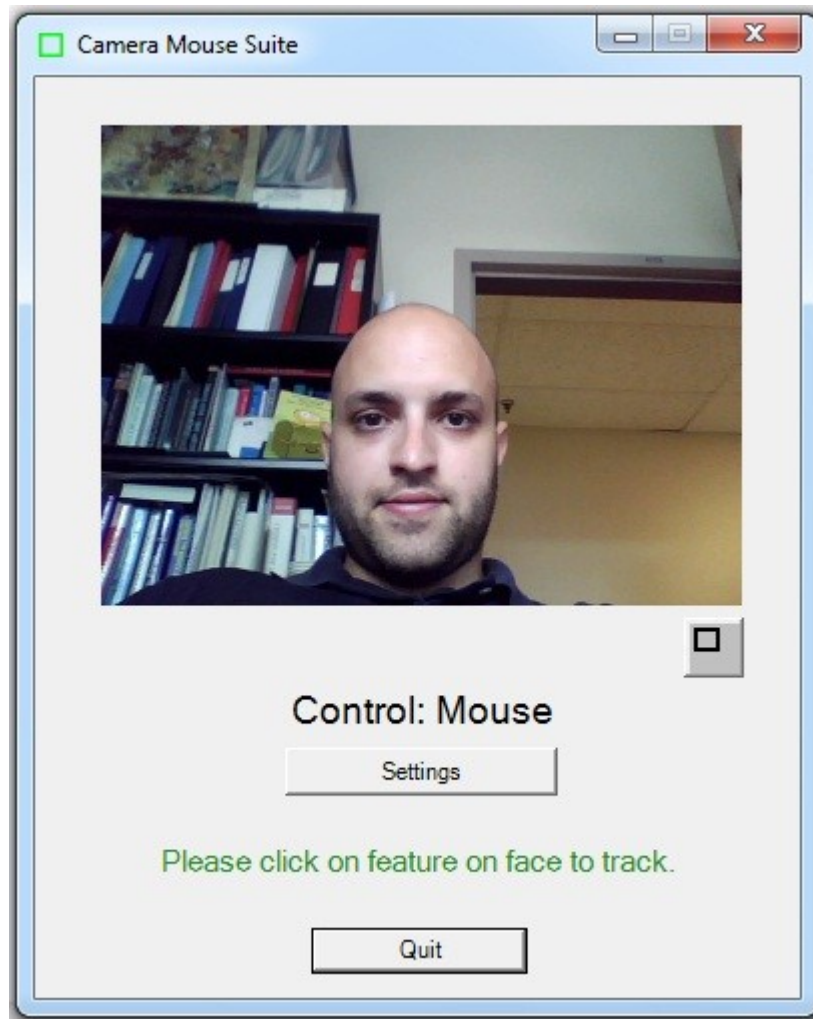 Camera Mouse Suite
Control: Mouse
Settings
Please click on feature on face to track.
Quit